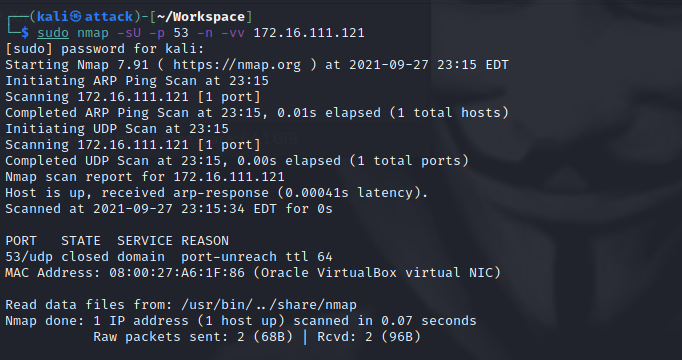 ┌──(kali㉿attack)-[~/Workspace]
└─$ sudo nmap -sU -p 53 -n -vv 172.16.111.121
[sudo] password for kali:
Starting Nmap 7.91 ( https://nmap.org ) at 2021-09-27 23:15 EDT
Initiating ARP Ping Scan at 23:15
Scanning 172.16.111.121 [1 port]
Completed ARP Ping Scan at 23:15, 0.01s elapsed (1 total hosts)
Initiating UDP Scan at 23:15
Scanning 172.16.111.121 [1 port]
Completed UDP Scan at 23:15, 0.00s elapsed (1 total ports)
Nmap scan report for 172.16.111.121
Host is up, received arp-response (0.00041s latency).
Scanned at 2021-09-27 23:15:34 EDT for 0s

PORT   STATE  SERVICE REASON
53/udp closed domain  port-unreach ttl 64
MAC Address: 08:00:27:A6:1F:86 (Oracle VirtualBox virtual NIC)

Read data files from: /usr/bin/../share/nmap
Nmap done: 1 IP address (1 host up) scanned in 0.07 seconds
           Raw packets sent: 2 (68B) | Rcvd: 2 (96B)